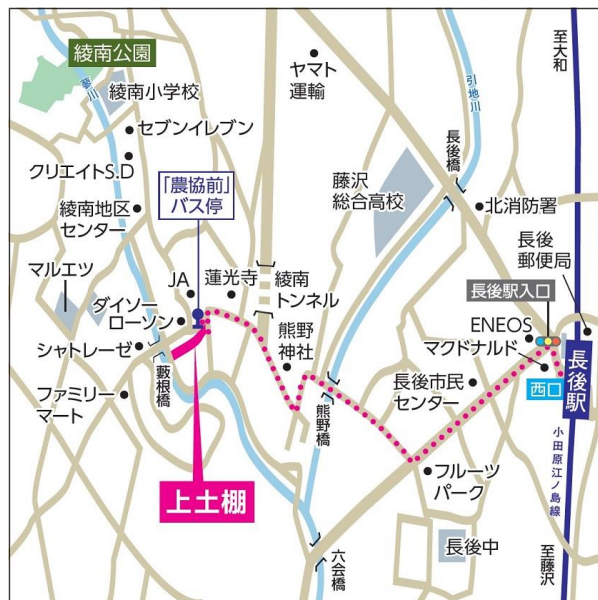 綾南公園
蓼川
綾南小学校
セブンイレブン
クリエイトS.D
綾南地区
センター
マルエツ
「農協前」
バス停
JA
蓮光寺
ダイソー
ローソン
シャトレーゼ
ファミリー
マート
藪根橋
上土棚
ヤマト
運輸
綾南
トンネル
熊野
神社
熊野橋
六会橋
藤沢
総合高校
長後橋
引地川
至大和
北消防署
長後
郵便局
長後駅入口
ENEOS
マクドナルド
西口
長後駅
長後市民
センター
フルーツ
パーク
長後中
小田原江ノ島線
至藤沢